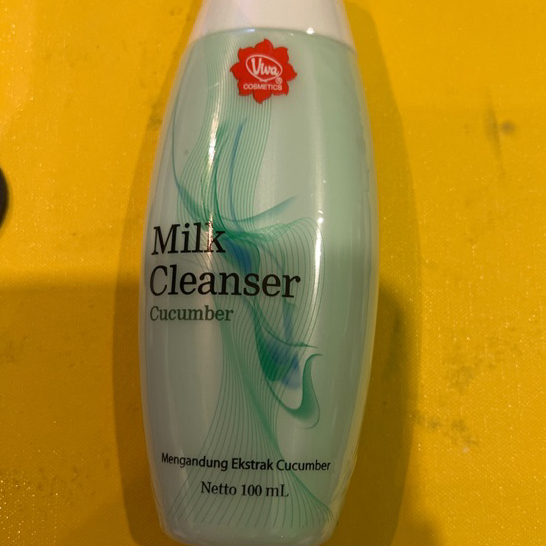 Viva
COSMETICS
Milk
Cleanser
Cucumber
Mengandung Ekstrak Cucumber
Netto 100 mL